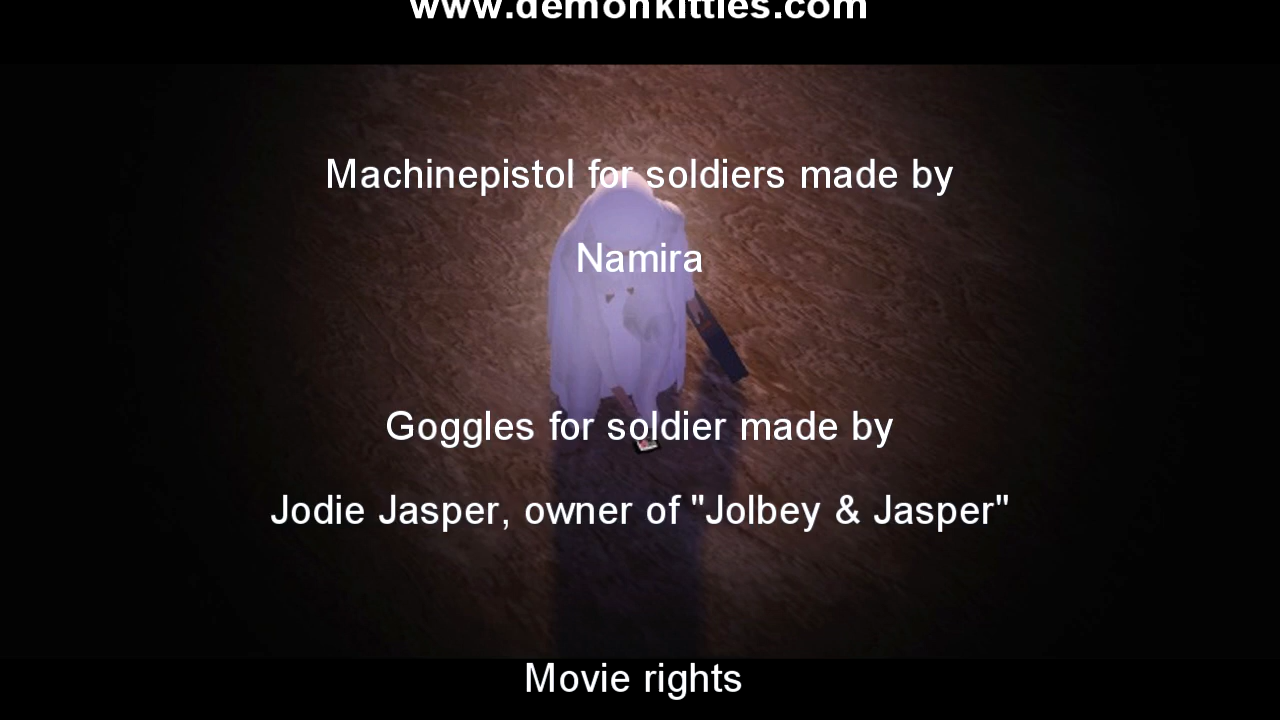 www.demonkitties.com
Machinepistol for soldiers made by
Namira
Goggles for soldier made by
Jodie Jasper, owner of "Jolbey & Jasper"
Movie rights